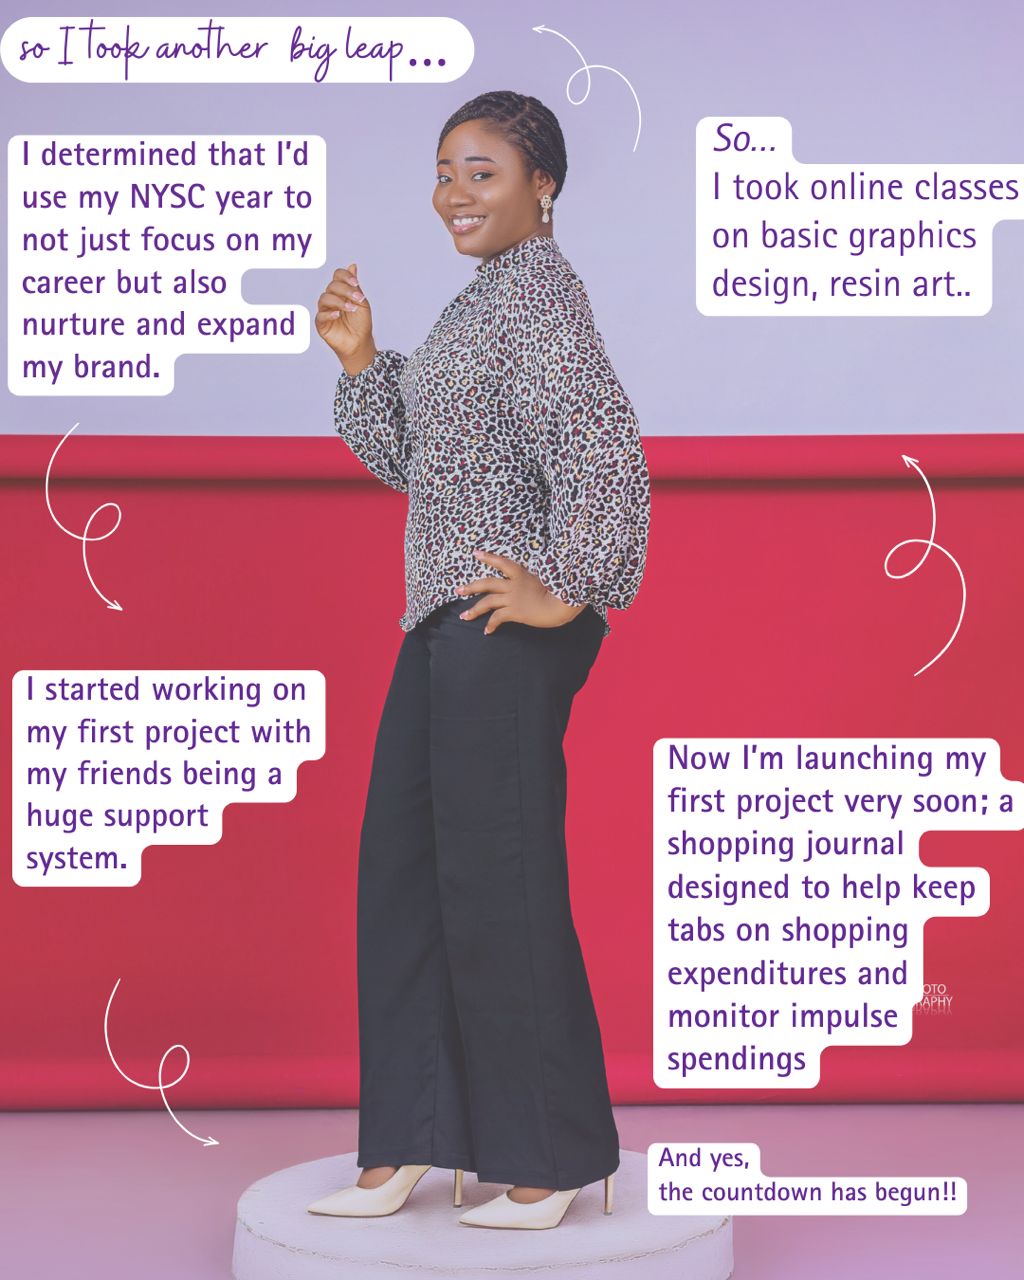 so I took another big leap...
I determined that I'd
use my NYSC year to
not just focus on my
career but also
nurture and expand
my brand.
I started working on
my first project with
my friends being a
huge support
system.
So...
I took online classes
on basic graphics
design, resin art..
Now I'm launching my
first project very soon; a
shopping journal
designed to help keep
tabs on shopping
expenditures and
monitor impulse
spendings
And yes,
the countdown has begun!!